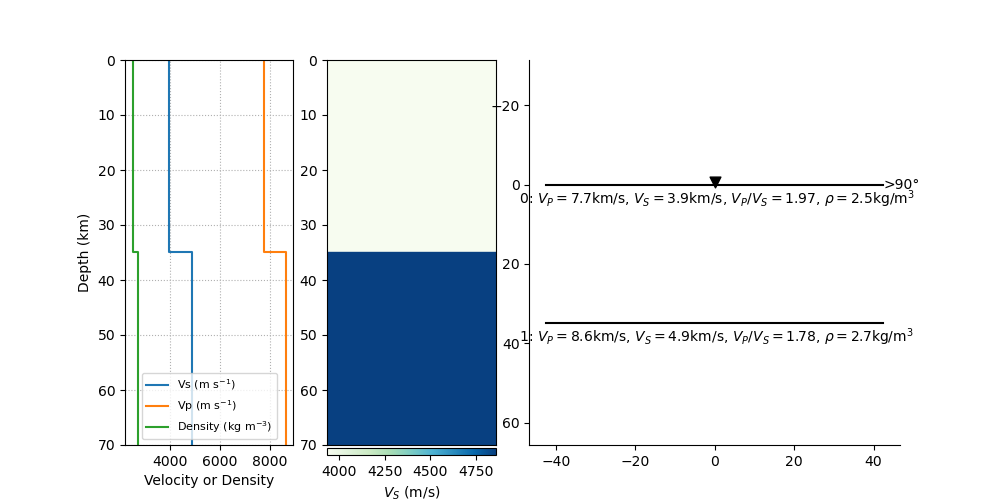 0
10
20
30
40
50
60
70
Depth (km)
4000 6000 8000
Velocity or Density
Vs (m s⁻¹)
Vp (m s⁻¹)
Density (kg m⁻³)
0
10
20
30
40
50
60
70
4000 4250 4500 4750
V_S (m/s)
−20
0
20
40
60
−40 −20 0 20 40
>90°
0: V_P = 7.7km/s, V_S = 3.9km/s, V_P/V_S = 1.97, ρ = 2.5kg/m³
1: V_P = 8.6km/s, V_S = 4.9km/s, V_P/V_S = 1.78, ρ = 2.7kg/m³